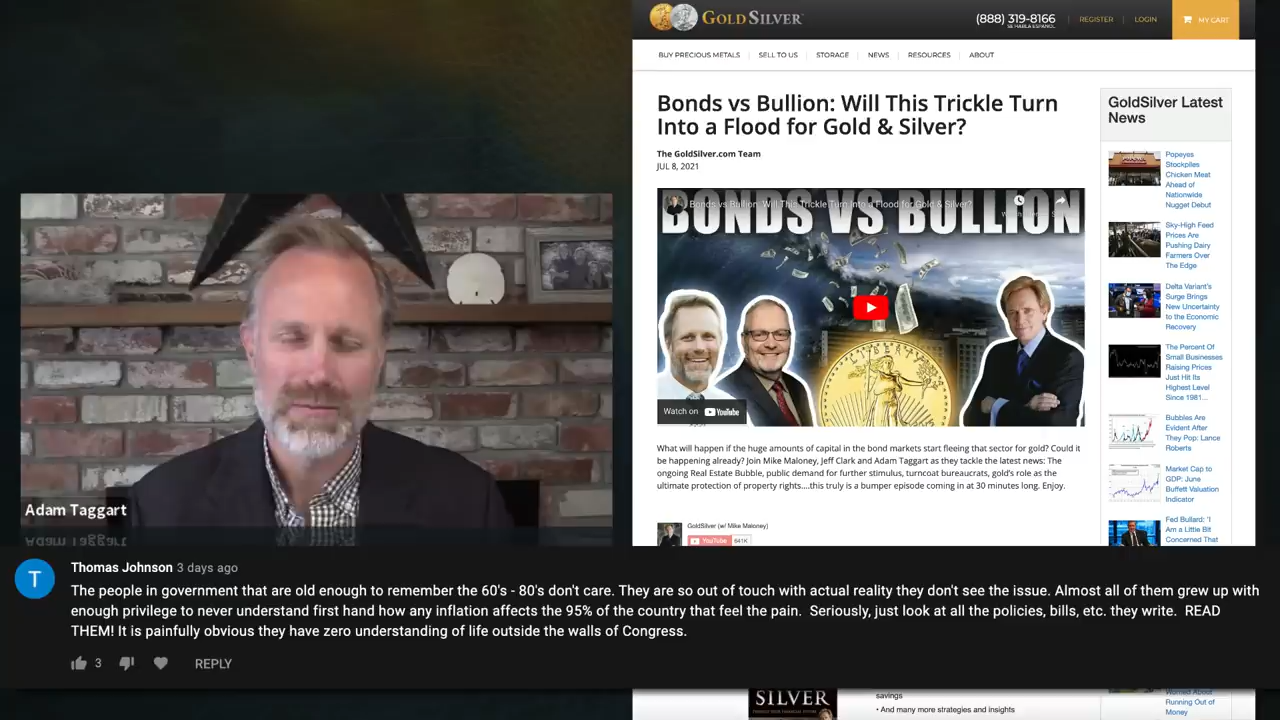 GOLDSILVER
(888) 319-8166
SE HABLA ESPAÑOL
REGISTER
LOGIN
MY CART
BUY PRECIOUS METALS
SELL TO US
STORAGE
NEWS
RESOURCES
ABOUT
Bonds vs Bullion: Will This Trickle Turn
Into a Flood for Gold & Silver?
The GoldSilver.com Team
JUL 8, 2021
BONDS VS BULLION
Bonds vs Bullion: Will This Trickle Turn Into a Flood for Gold & Silver?
Watch on YouTube
What will happen if the huge amounts of capital in the bond markets start fleeing that sector for gold? Could it
be happening already? Join Mike Maloney, Jeff Clark and Adam Taggart as they tackle the latest news: The
ongoing Real Estate Bubble, public demand for further stimulus, turncoat bureaucrats, gold's role as the
ultimate protection of property rights....this truly is a bumper episode coming in at 30 minutes long. Enjoy.
GoldSilver (w/ Mike Maloney)
YouTube 641K
GoldSilver Latest
News
Popeyes
Stockpiles
Chicken Meat
Ahead of
Nationwide
Nugget Debut
Sky-High Feed
Prices Are
Pushing Dairy
Farmers Over
The Edge
Delta Variant's
Surge Brings
New Uncertainty
to the Economic
Recovery
The Percent Of
Small Businesses
Raising Prices
Just Hit Its
Highest Level
Since 1981...
Bubbles Are
Evident After
They Pop: Lance
Roberts
Market Cap to
GDP: June
Buffett Valuation
Indicator
Fed Bullard: 'I
Am a Little Bit
Concerned That
Adam Taggart
Adam Taggart
T
Thomas Johnson 3 days ago
The people in government that are old enough to remember the 60's - 80's don't care. They are so out of touch with actual reality they don't see the issue. Almost all of them grew up with
enough privilege to never understand first hand how any inflation affects the 95% of the country that feel the pain. Seriously, just look at all the policies, bills, etc. they write. READ
THEM! It is painfully obvious they have zero understanding of life outside the walls of Congress.
3
REPLY
SILVER
savings
• And many more strategies and insights
Worried About
Running Out of
Money